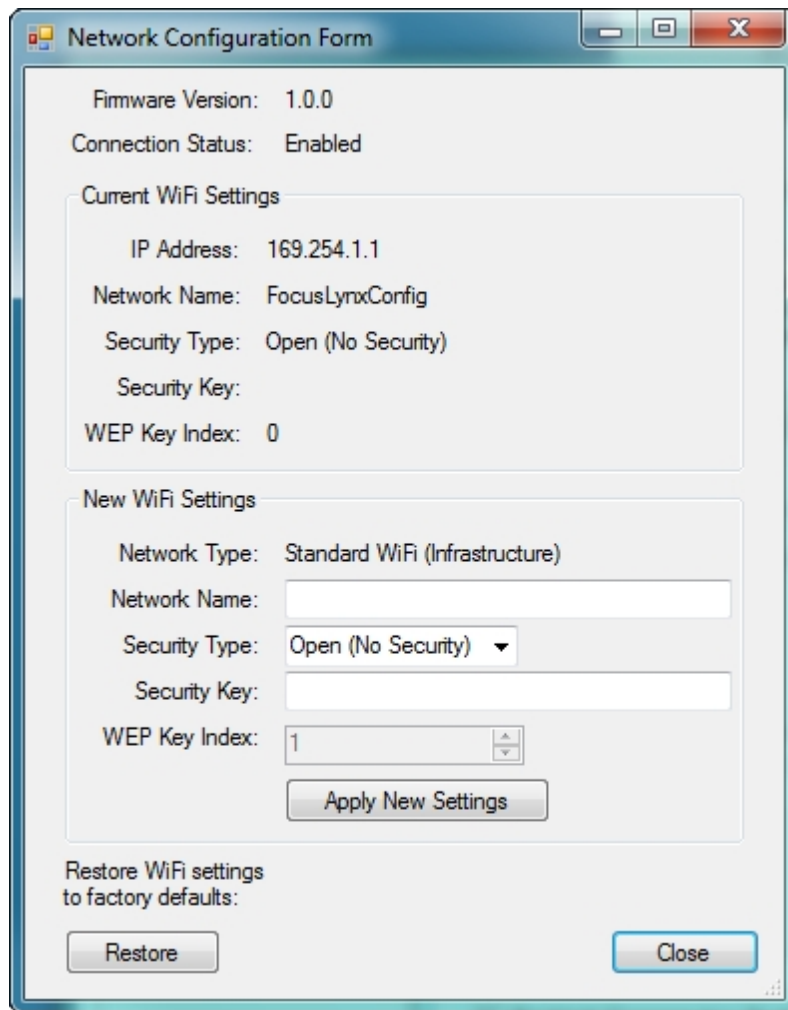 Network Configuration Form
Firmware Version: 1.0.0
Connection Status: Enabled
Current WiFi Settings
IP Address: 169.254.1.1
Network Name: FocusLynxConfig
Security Type: Open (No Security)
Security Key:
WEP Key Index: 0
New WiFi Settings
Network Type: Standard WiFi (Infrastructure)
Network Name:
Security Type: Open (No Security)
Security Key:
WEP Key Index: 1
Apply New Settings
Restore WiFi settings
to factory defaults:
Restore Close